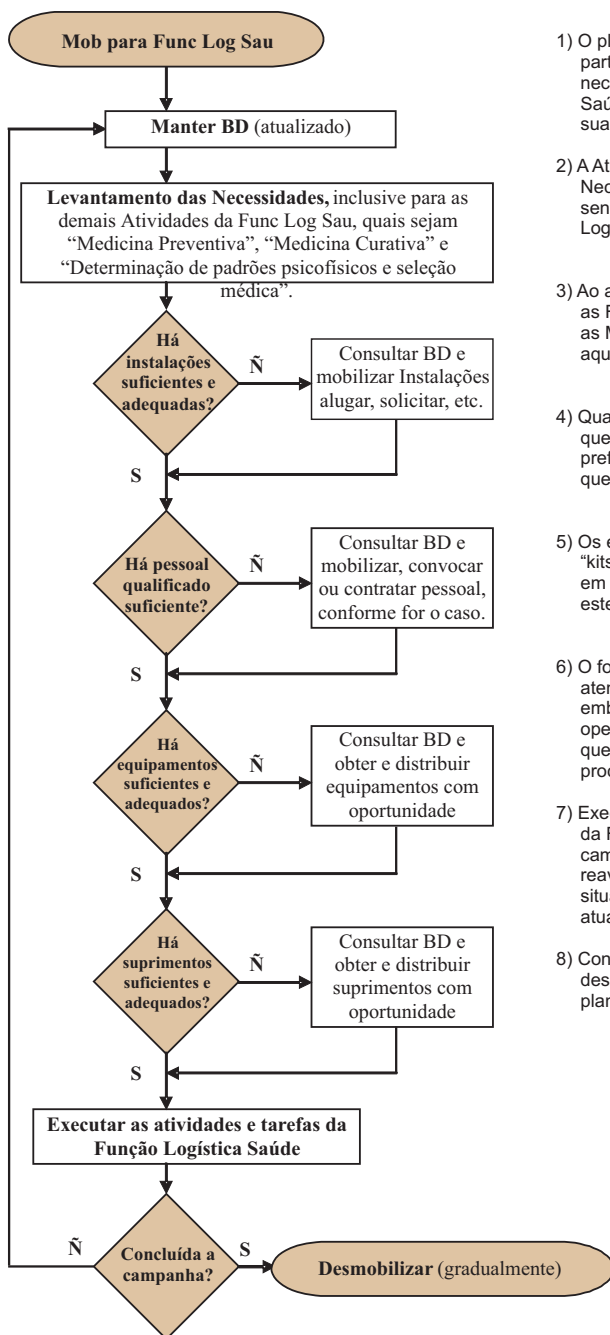 Mob para Func Log Sau
Manter BD (atualizado)
Levantamento das Necessidades, inclusive para as
demais Atividades da Func Log Sau, quais sejam
“Medicina Preventiva”, “Medicina Curativa” e
“Determinação de padrões psicofísicos e seleção
médica”.
Há
instalações
suficientes e
adequadas?
Ñ
Consultar BD e
mobilizar Instalações
alugar, solicitar, etc.
S
Há pessoal
qualificado
suficiente?
Ñ
Consultar BD e
mobilizar, convocar
ou contratar pessoal,
conforme for o caso.
S
Há
equipamentos
suficientes e
adequados?
Ñ
Consultar BD e
obter e distribuir
equipamentos com
oportunidade
S
Há
suprimentos
suficientes e
adequados?
Ñ
Consultar BD e
obter e distribuir
suprimentos com
oportunidade
S
Executar as atividades e tarefas da
Função Logística Saúde
Ñ
Concluída a
campanha?
S
Desmobilizar (gradualmente)
1) O pl
part
nec
Saú
sua
2) A At
Nec
sen
Log
3) Ao a
as F
as M
aqu
4) Qua
que
pref
que
5) Os e
“kits
em
este
6) O fo
ater
emb
ope
que
proc
7) Exe
da F
cam
reav
situ
atua
8) Con
des
plan